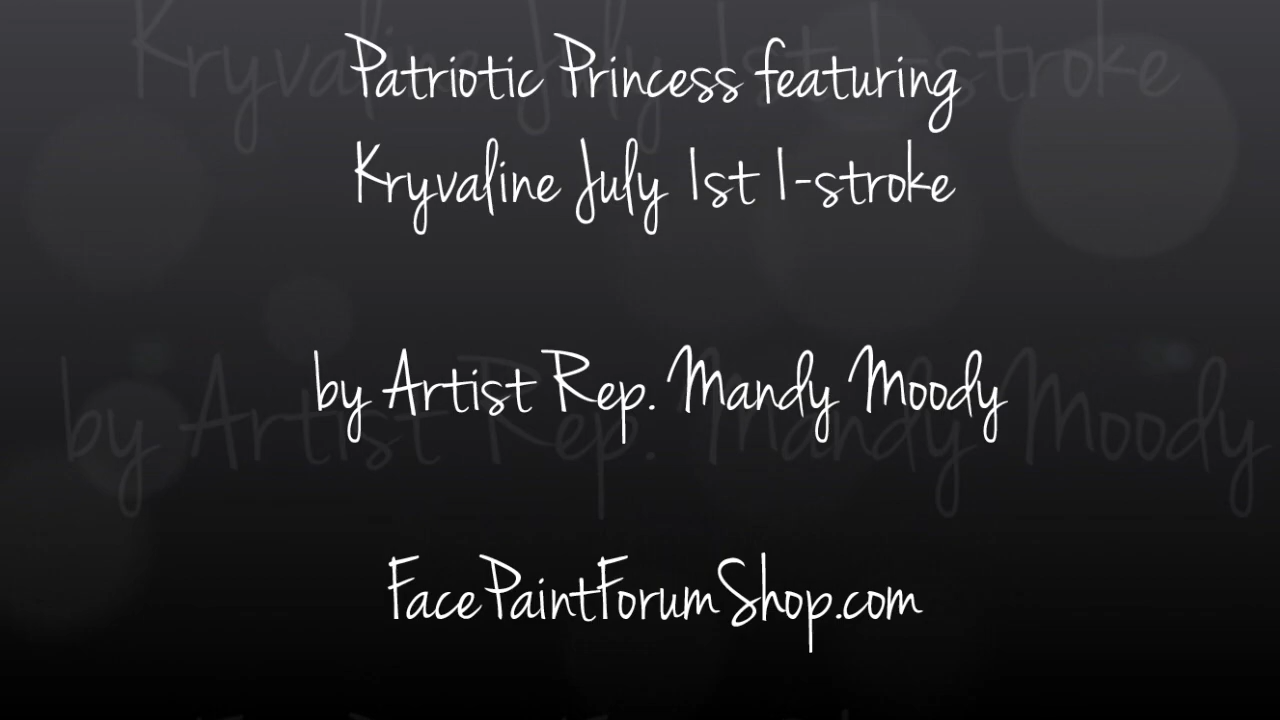 Patriotic Princess featuring
Kryvaline July 1st 1-stroke
by Artist Rep. Mandy Moody
FacePaintForumShop.com